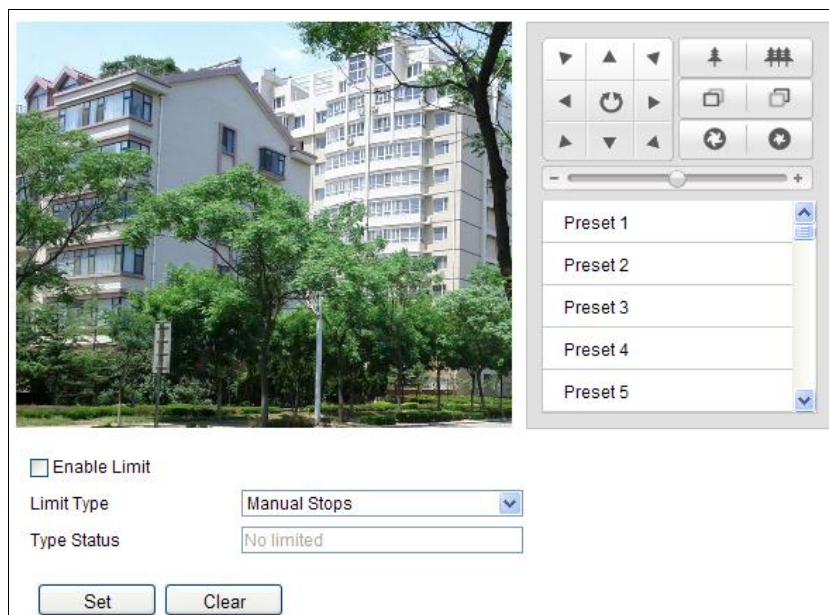 - +
Preset 1
Preset 2
Preset 3
Preset 4
Preset 5
Enable Limit
Limit Type Manual Stops
Type Status No limited
Set Clear